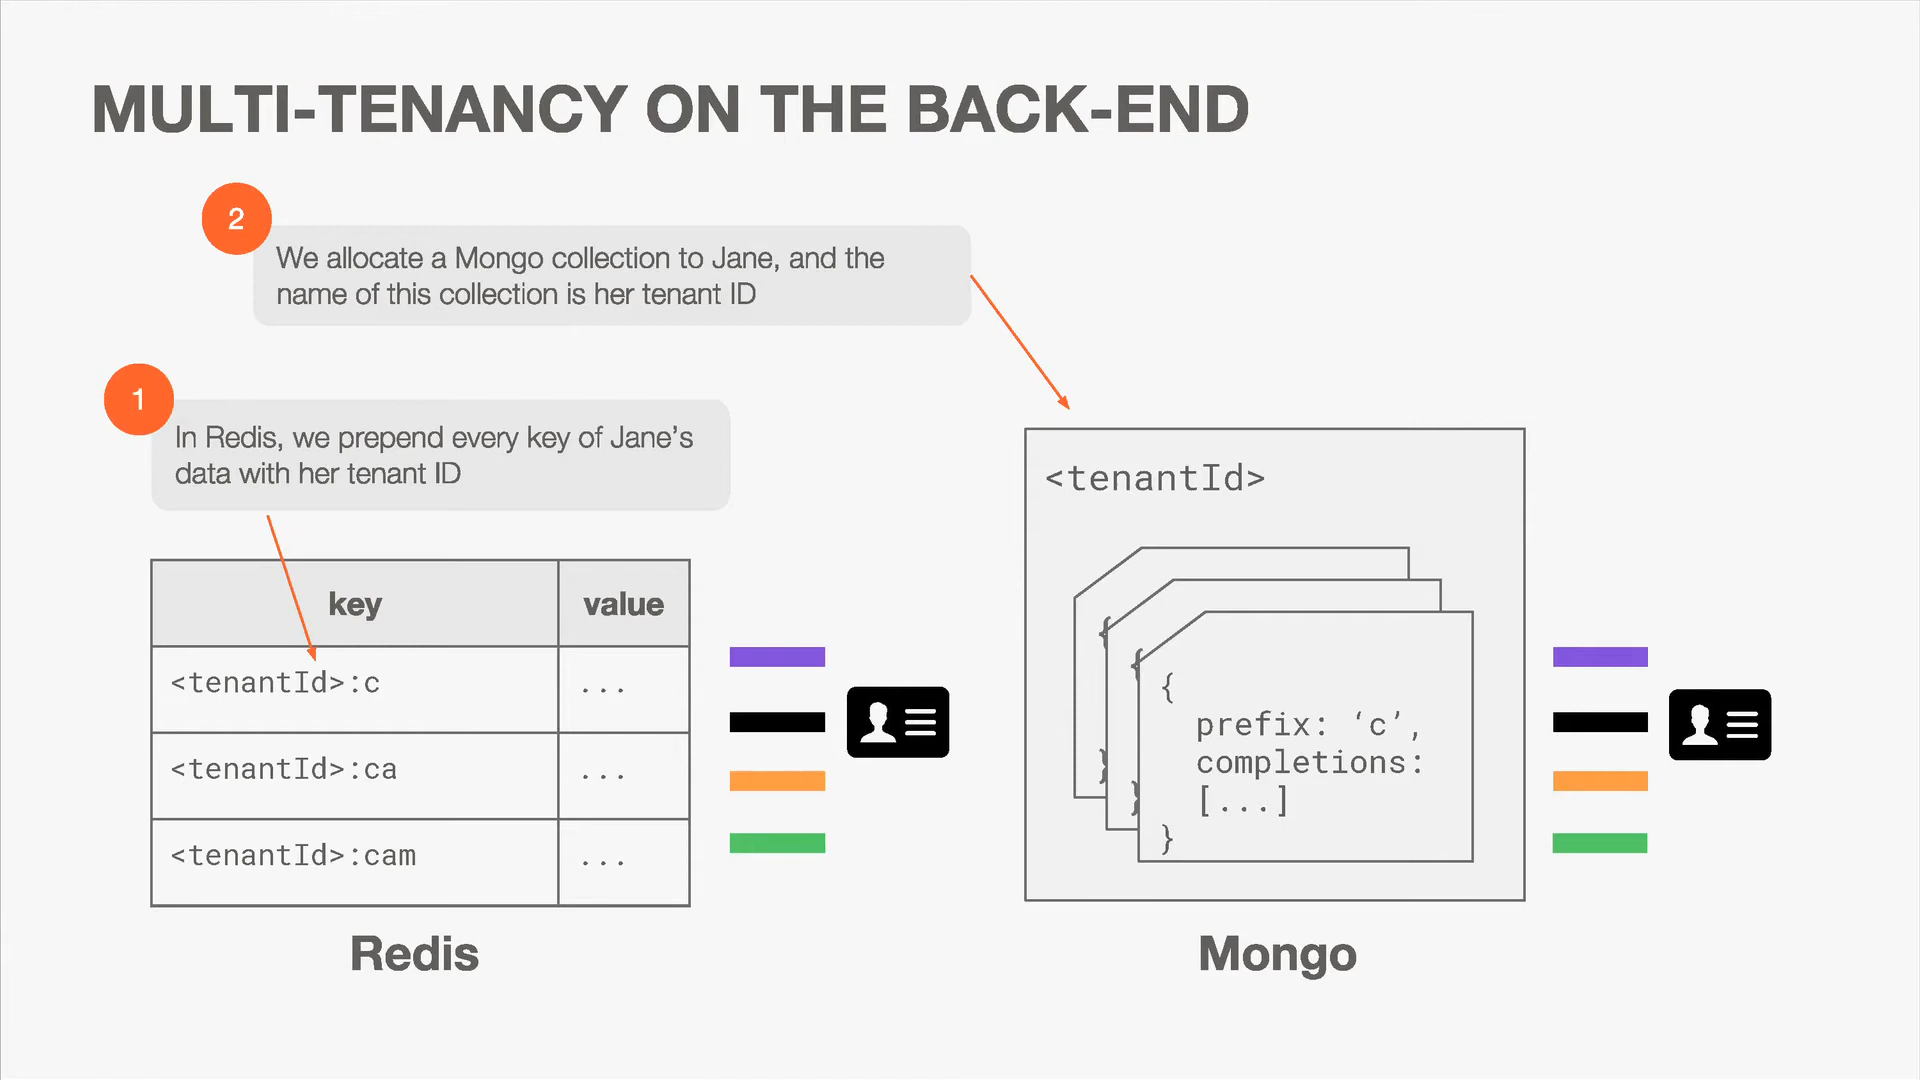 MULTI-TENANCY ON THE BACK-END
2
We allocate a Mongo collection to Jane, and the
name of this collection is her tenant ID
1
In Redis, we prepend every key of Jane’s
data with her tenant ID
key value
<tenantId>:c ...
<tenantId>:ca ...
<tenantId>:cam ...
Redis
<tenantId>
{
{
{
prefix: ‘c’,
completions:
[...]
}
}
}
Mongo